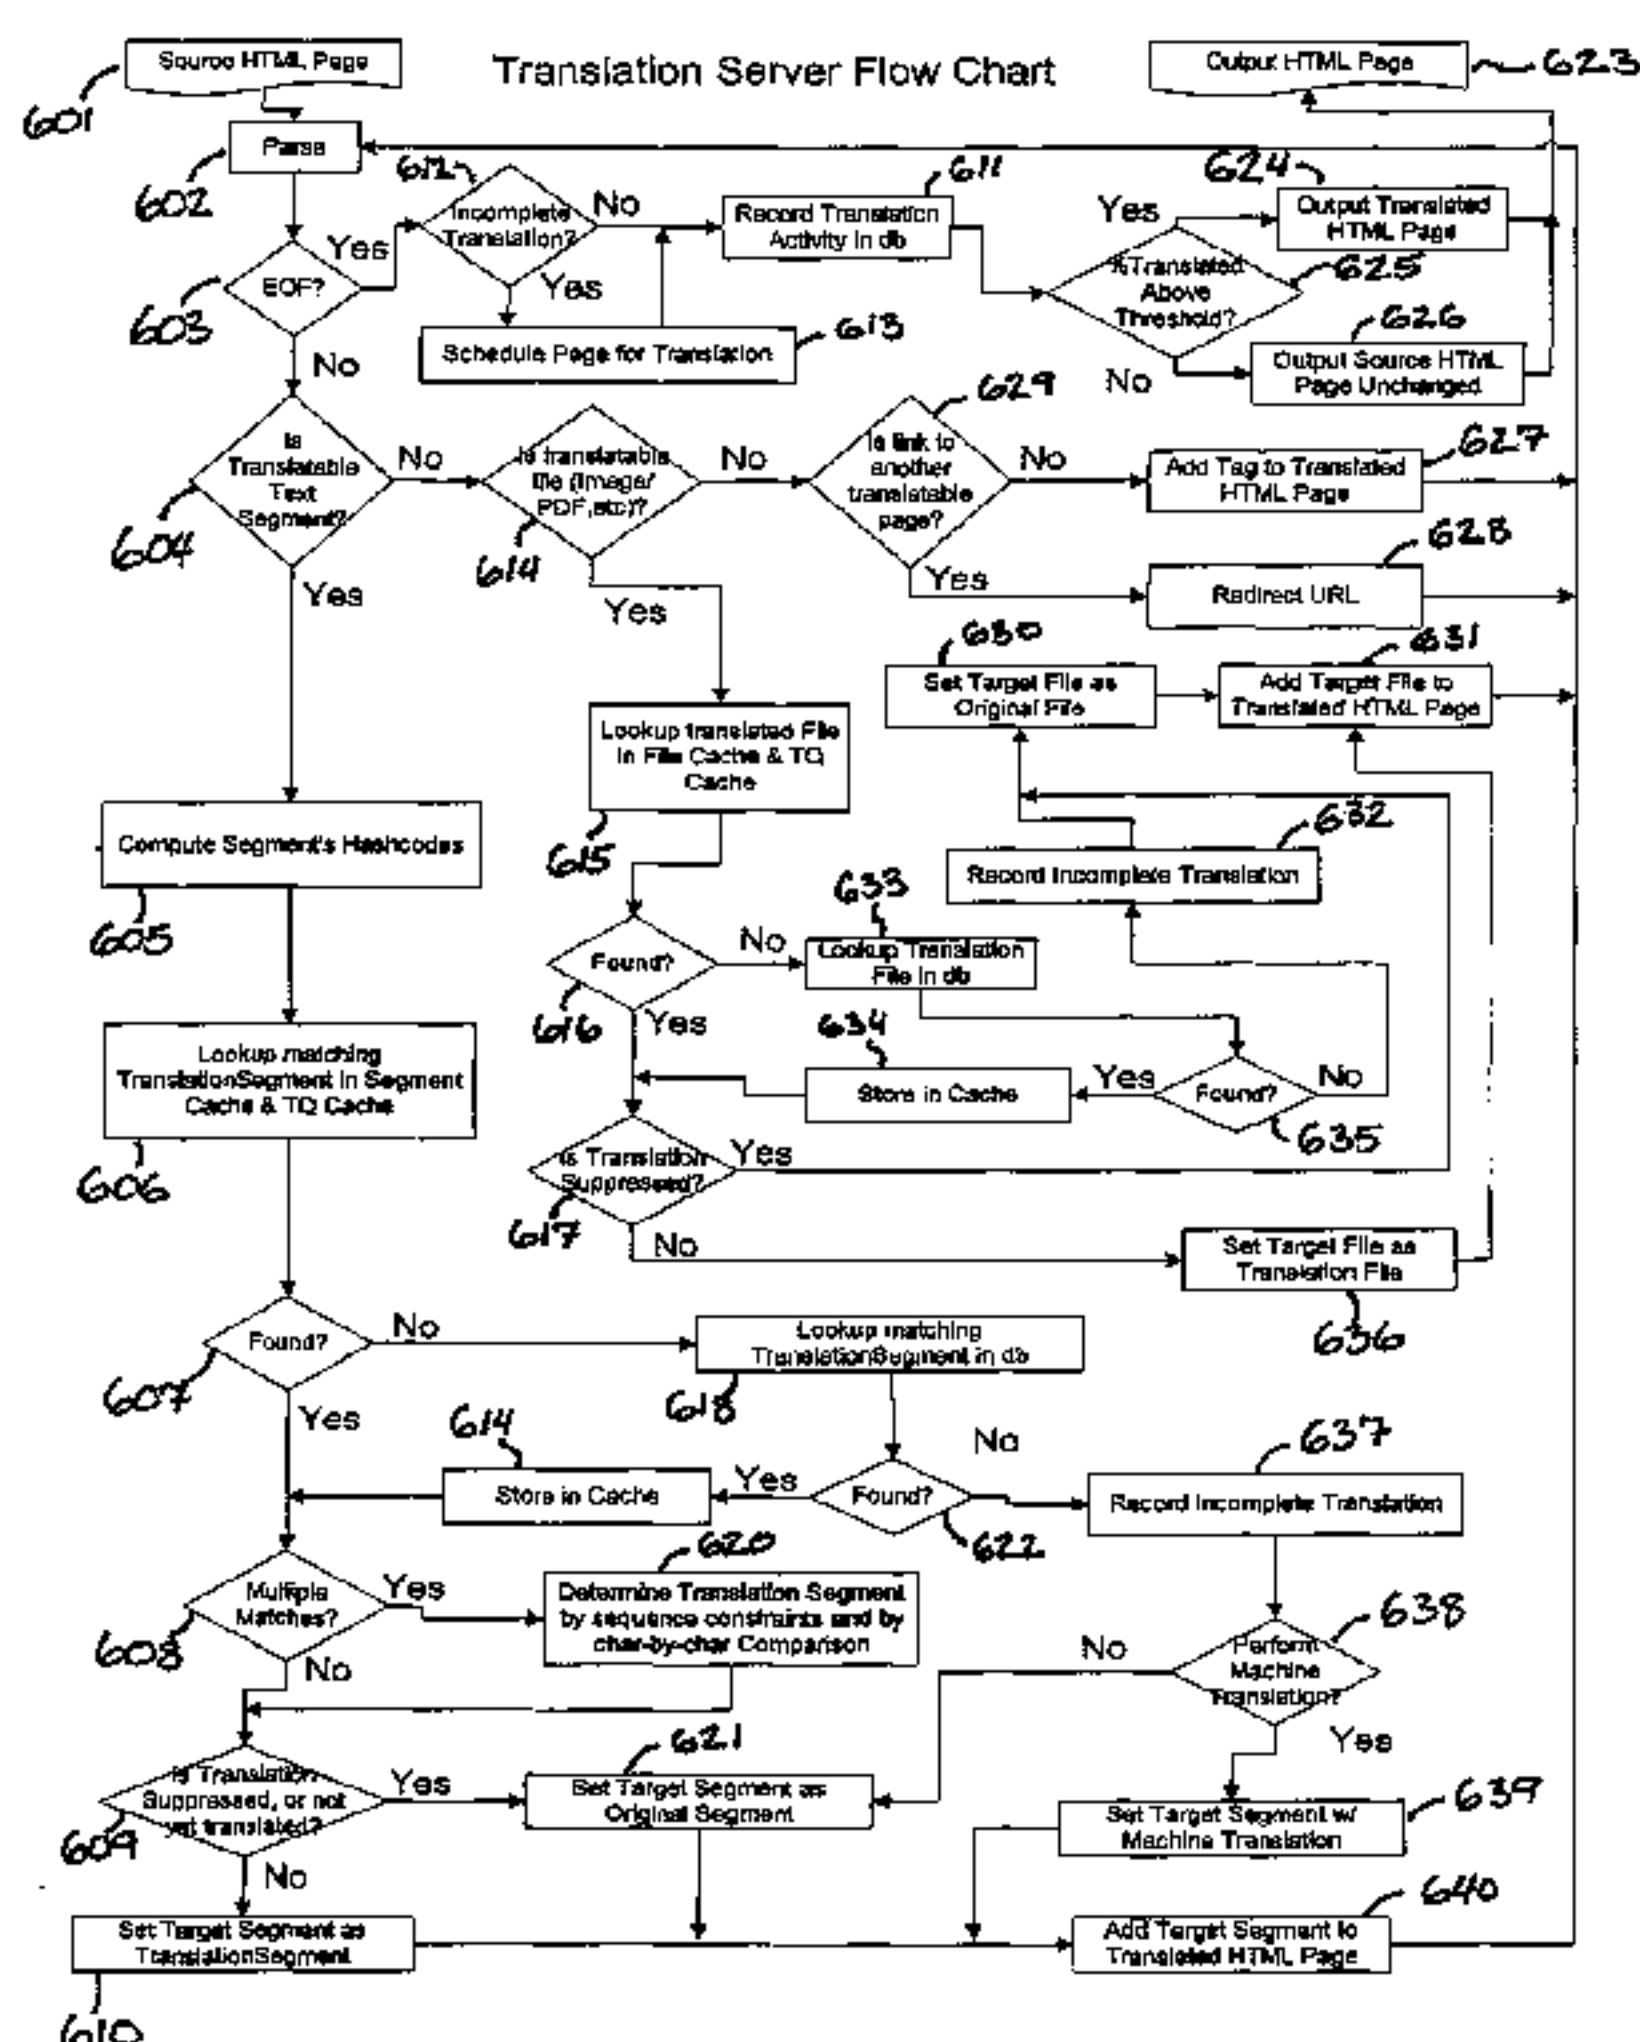 Source HTML Page
Translation Server Flow Chart
Output HTML Page
623
601
Parse
602
612
Incomplete
Translation?
No
Yes
611
Record Translation
Activity in db
624
Yes
Output Translated
HTML Page
EOF?
Yes
603
No
Schedule Page for Translation
613
% Translated
Above
Threshold?
625
No
626
Output Source HTML
Page Unchanged
Is
Translatable
Text
Segment?
604
No
Yes
Is translatable
file (image/
PDF,etc)?
614
No
Yes
Is link to
another
translatable
page?
629
No
Yes
Add Tag to Translated
HTML Page
627
Redirect URL
628
630
Set Target File as
Original File
631
Add Target File to
Translated HTML Page
Lookup translated File
in File Cache & TQ
Cache
615
632
Record Incomplete Translation
Compute Segment's Hashcodes
605
Found?
616
No
Yes
633
Lookup Translation
File in db
634
Store in Cache
Yes
Found?
No
635
Lookup matching
TranslationSegment in Segment
Cache & TQ Cache
606
Is Translation
Suppressed?
Yes
617
No
Set Target File as
Translation File
636
Found?
No
607
Yes
Lookup matching
TranslationSegment in db
618
614
Store in Cache
Yes
Found?
No
622
637
Record Incomplete Translation
Multiple
Matches?
Yes
608
No
620
Determine Translation Segment
by sequence constraints and by
char-by-char Comparison
Perform
Machine
Translation?
638
No
Yes
Is Translation
Suppressed, or not
yet translated?
Yes
609
No
621
Set Target Segment as
Original Segment
Set Target Segment w/
Machine Translation
639
Set Target Segment as
TranslationSegment
610
Add Target Segment to
Translated HTML Page
640